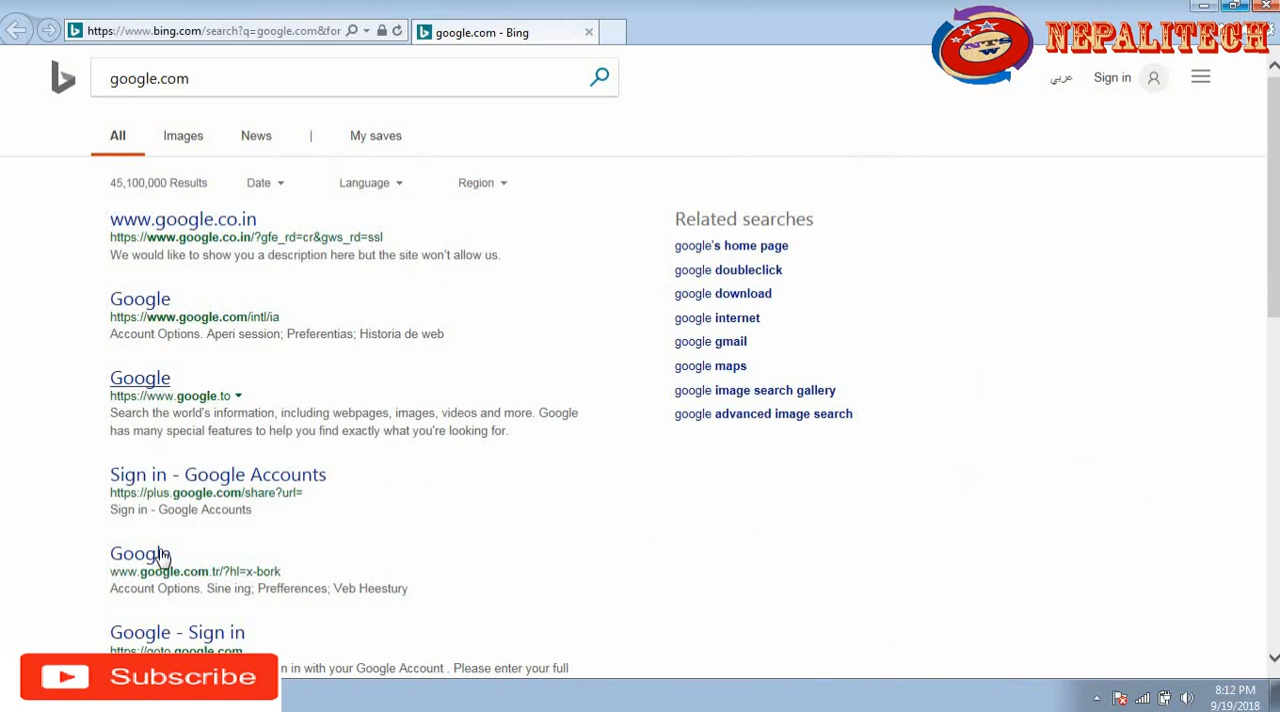 https://www.bing.com/search?q=google.com&for
google.com - Bing
NTS
NEPALITECH
google.com
عربي
Sign in
All
Images
News
|
My saves
45,100,000 Results
Date
Language
Region
www.google.co.in
https://www.google.co.in/?gfe_rd=cr&gws_rd=ssl
We would like to show you a description here but the site won't allow us.
Google
https://www.google.com/intl/ia
Account Options. Aperi session; Preferentias; Historia de web
Google
https://www.google.to
Search the world's information, including webpages, images, videos and more. Google
has many special features to help you find exactly what you're looking for.
Sign in - Google Accounts
https://plus.google.com/share?url=
Sign in - Google Accounts
Google
www.google.com.tr/?hl=x-bork
Account Options. Sine ing; Prefferences; Veb Heestury
Google - Sign in
https://goto.google.com
n in with your Google Account . Please enter your full
Related searches
google's home page
google doubleclick
google download
google internet
google gmail
google maps
google image search gallery
google advanced image search
Subscribe
8:12 PM
9/19/2018